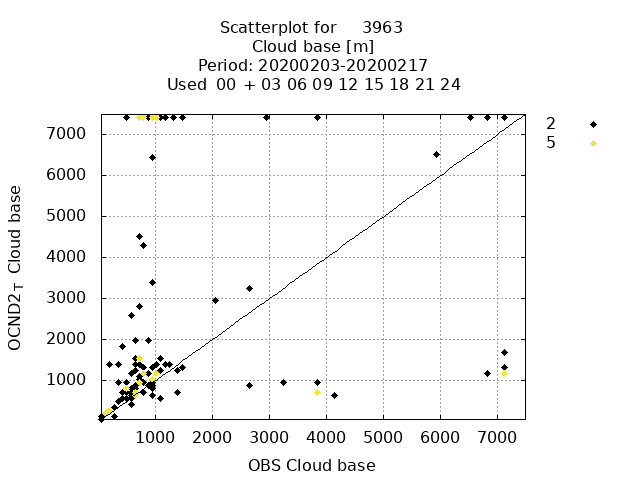 Scatterplot for 3963
Cloud base [m]
Period: 20200203-20200217
Used 00 + 03 06 09 12 15 18 21 24
2
5
7000
6000
5000
4000
3000
2000
1000
OCND2T Cloud base
1000 2000 3000 4000 5000 6000 7000
OBS Cloud base